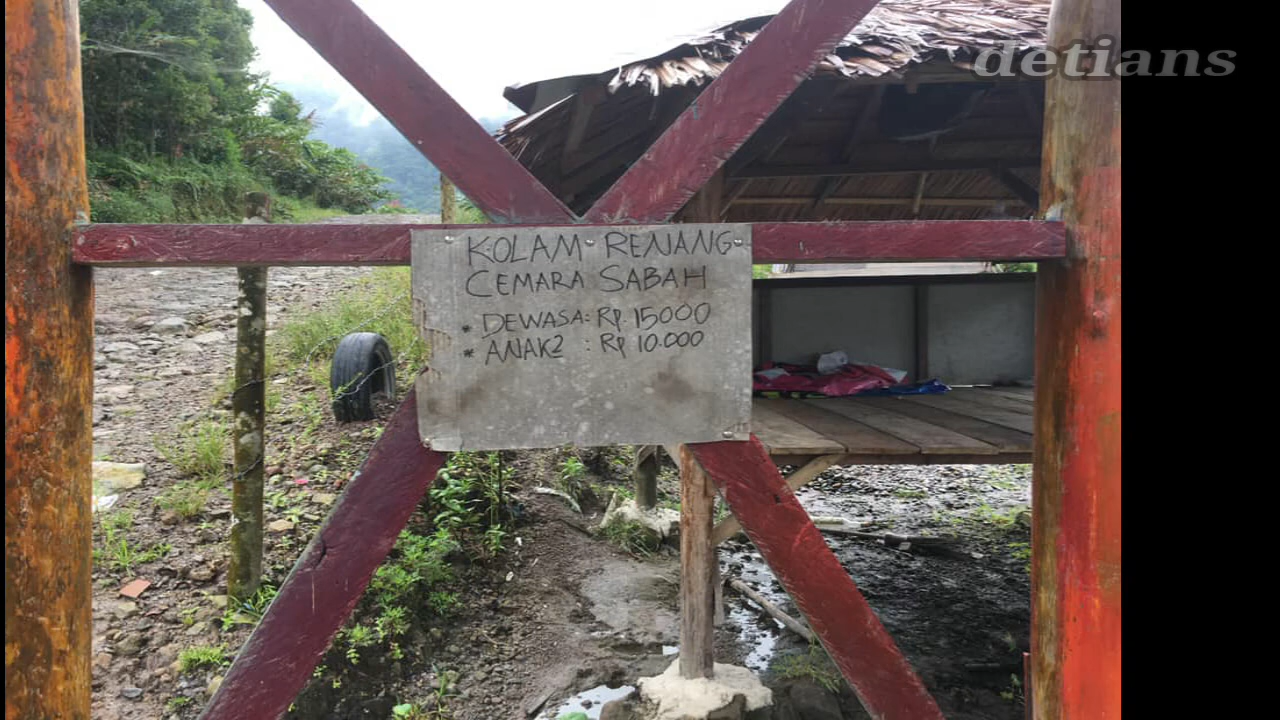 detians
KOLAM RENANG
CEMARA SABAH
* DEWASA: Rp. 15000
* ANAK2 : Rp 10.000